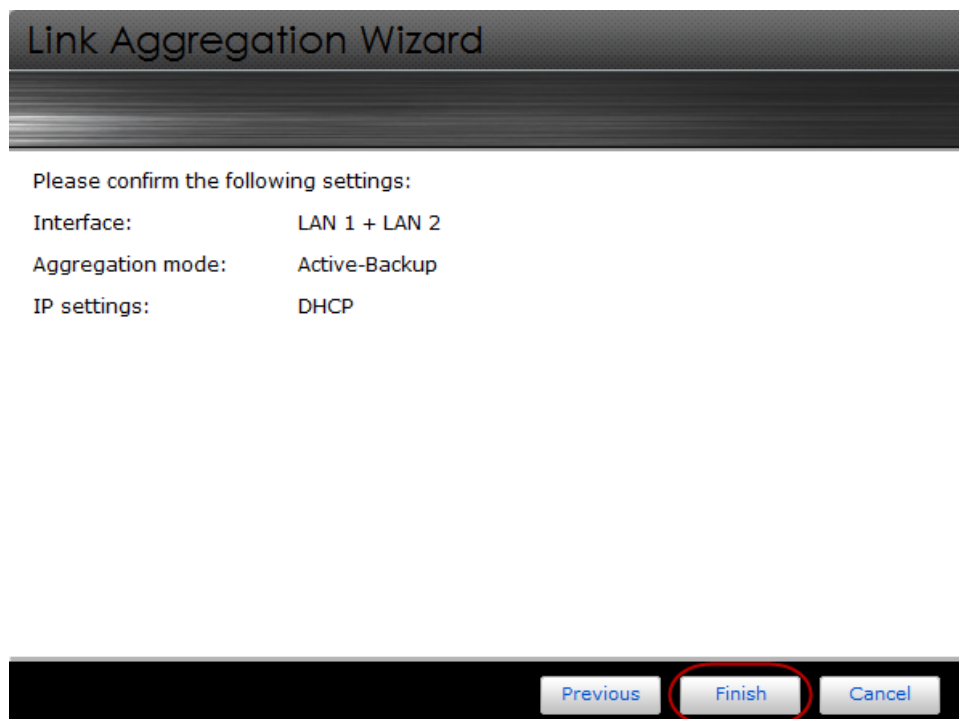 Link Aggregation Wizard
Please confirm the following settings:
Interface: LAN 1 + LAN 2
Aggregation mode: Active-Backup
IP settings: DHCP
Previous Finish Cancel